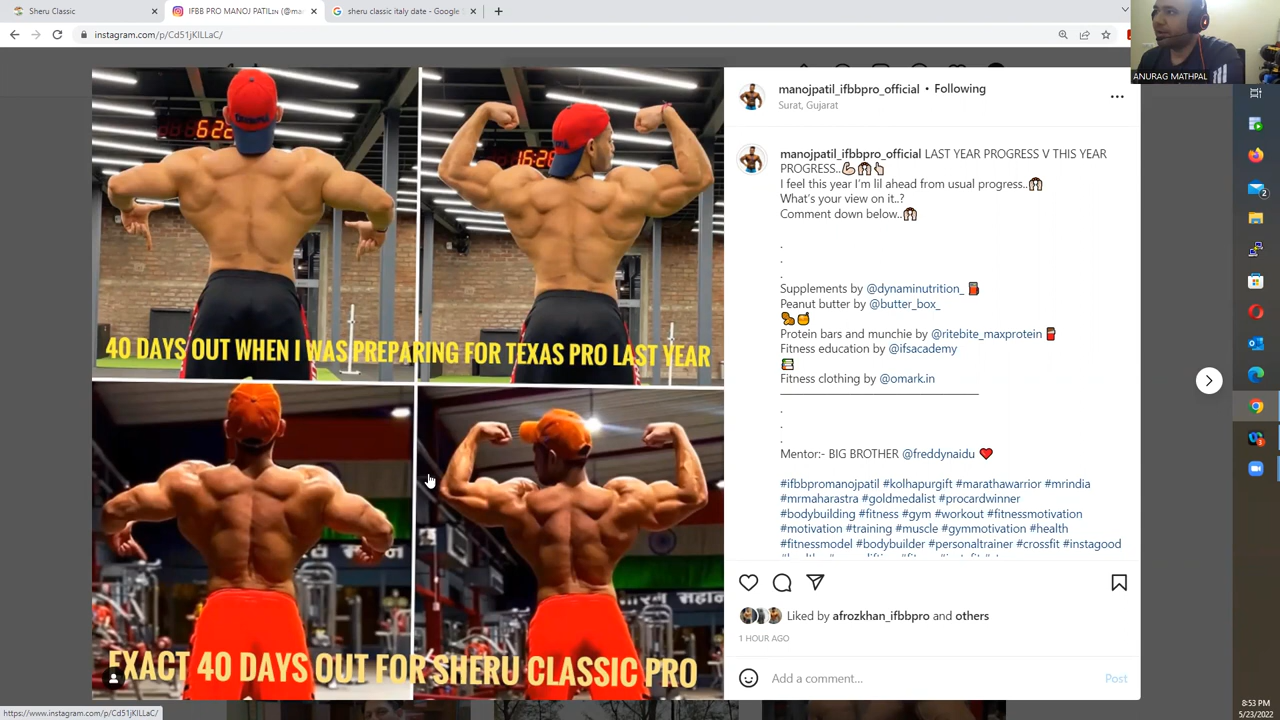 Sheru Classic
IFBB PRO MANOJ PATIL
sheru classic italy date - Google
instagram.com/p/Cd51jKlLLaC/
ANURAG MATHPAL
622
16:26
40 DAYS OUT WHEN I WAS PREPARING FOR TEXAS PRO LAST YEAR
EXACT 40 DAYS OUT FOR SHERU CLASSIC PRO
manojpatil_ifbbpro_official • Following
Surat, Gujarat
manojpatil_ifbbpro_official LAST YEAR PROGRESS V THIS YEAR
PROGRESS..💪🙌👆
I feel this year I'm lil ahead from usual progress..🙌
What's your view on it..?
Comment down below..🙌
.
.
.
Supplements by @dynaminutrition_
Peanut butter by @butter_box_
🥜🍯
Protein bars and munchie by @ritebite_maxprotein
Fitness education by @ifsacademy
Fitness clothing by @omark.in
.
.
.
Mentor:- BIG BROTHER @freddynaidu ❤️
#ifbbpromanojpatil #kolhapurgift #marathawarrior #mrindia
#mrmaharastra #goldmedalist #procardwinner
#bodybuilding #fitness #gym #workout #fitnessmotivation
#motivation #training #muscle #gymmotivation #health
#fitnessmodel #bodybuilder #personaltrainer #crossfit #instagood
Liked by afrozkhan_ifbbpro and others
1 HOUR AGO
Add a comment...
Post
https://www.instagram.com/p/Cd51jKlLLaC/
8:53 PM
5/23/2022